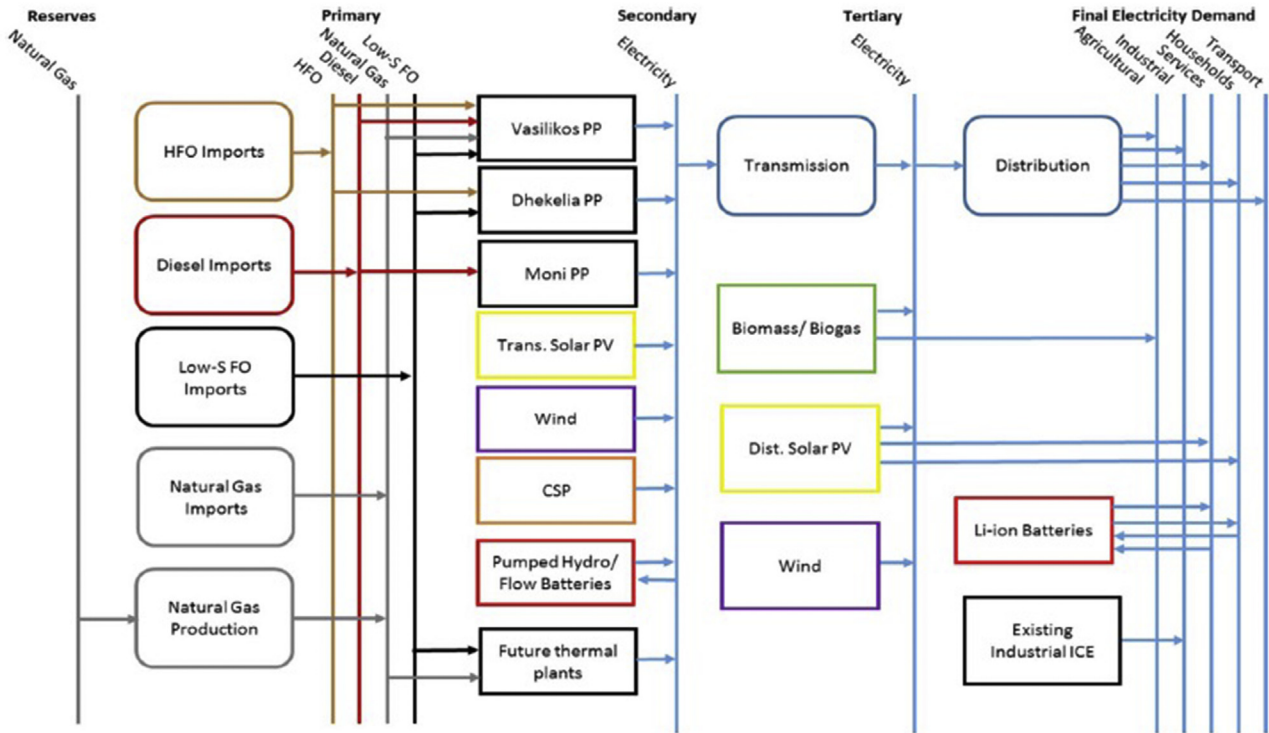 Reserves
Primary
Secondary
Tertiary
Final Electricity Demand
Natural Gas
HFO
Diesel
Natural Gas
Low-S FO
Electricity
Electricity
Agricultural
Industrial
Services
Households
Transport
HFO Imports
Diesel Imports
Low-S FO
Imports
Natural Gas
Imports
Natural Gas
Production
Vasilikos PP
Dhekelia PP
Moni PP
Trans. Solar PV
Wind
CSP
Pumped Hydro/
Flow Batteries
Future thermal
plants
Transmission
Biomass/ Biogas
Dist. Solar PV
Wind
Distribution
Li-ion Batteries
Existing
Industrial ICE